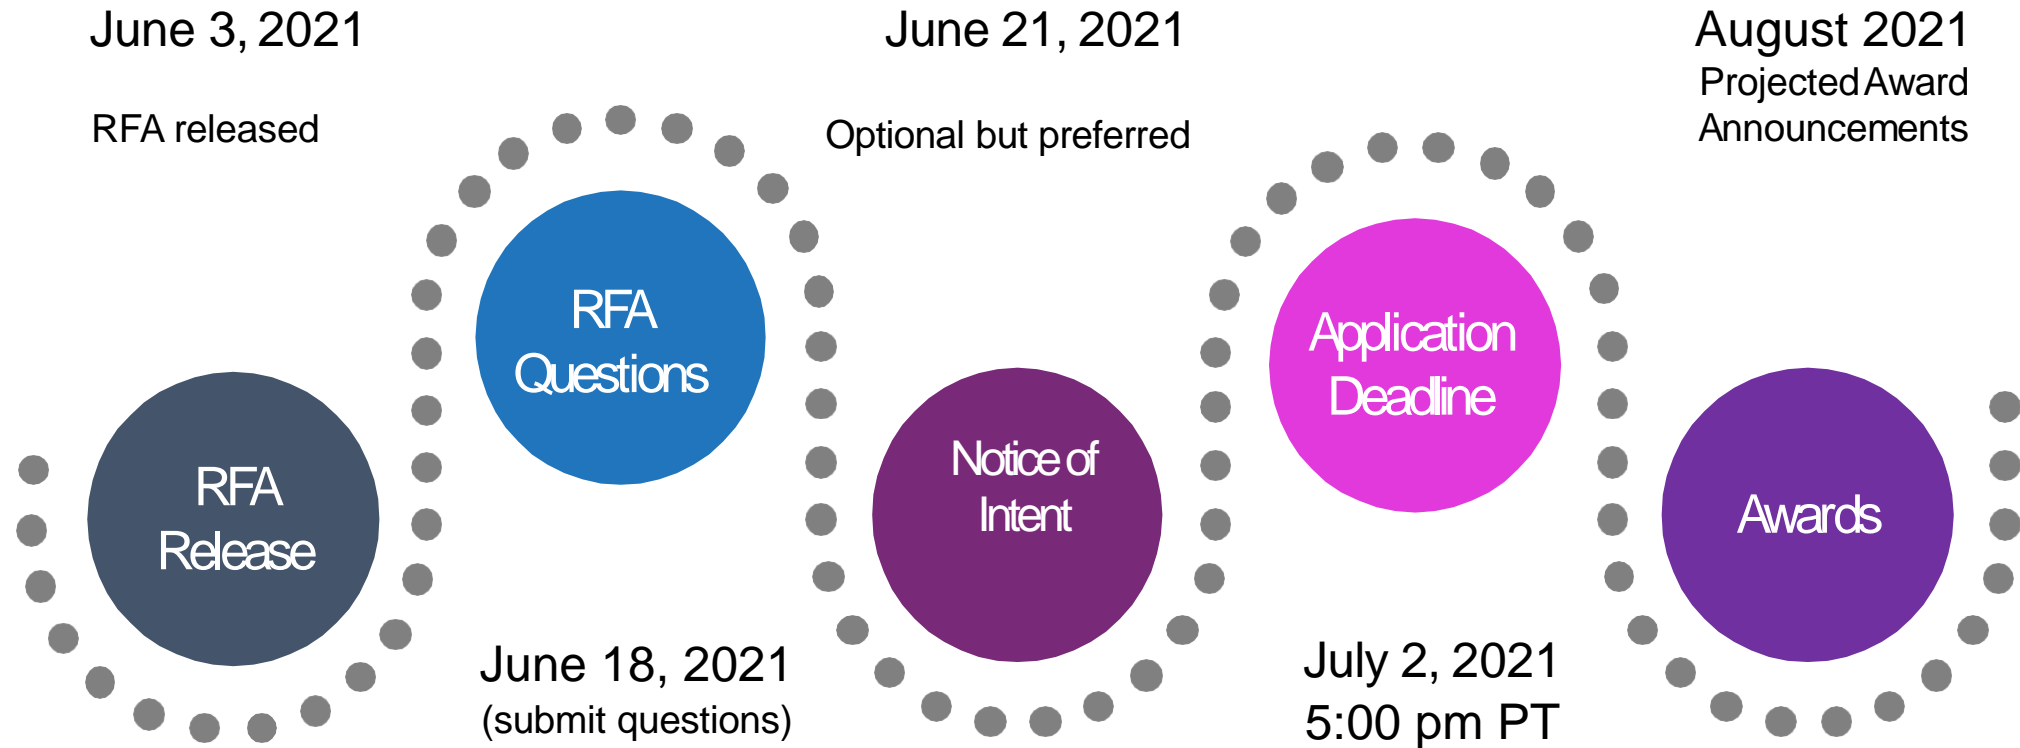 June 3, 2021
RFA released
RFA
Release
RFA
Questions
June 18, 2021
(submit questions)
June 21, 2021
Optional but preferred
Notice of
Intent
Application
Deadline
July 2, 2021
5:00 pm PT
August 2021
Projected Award
Announcements
Awards